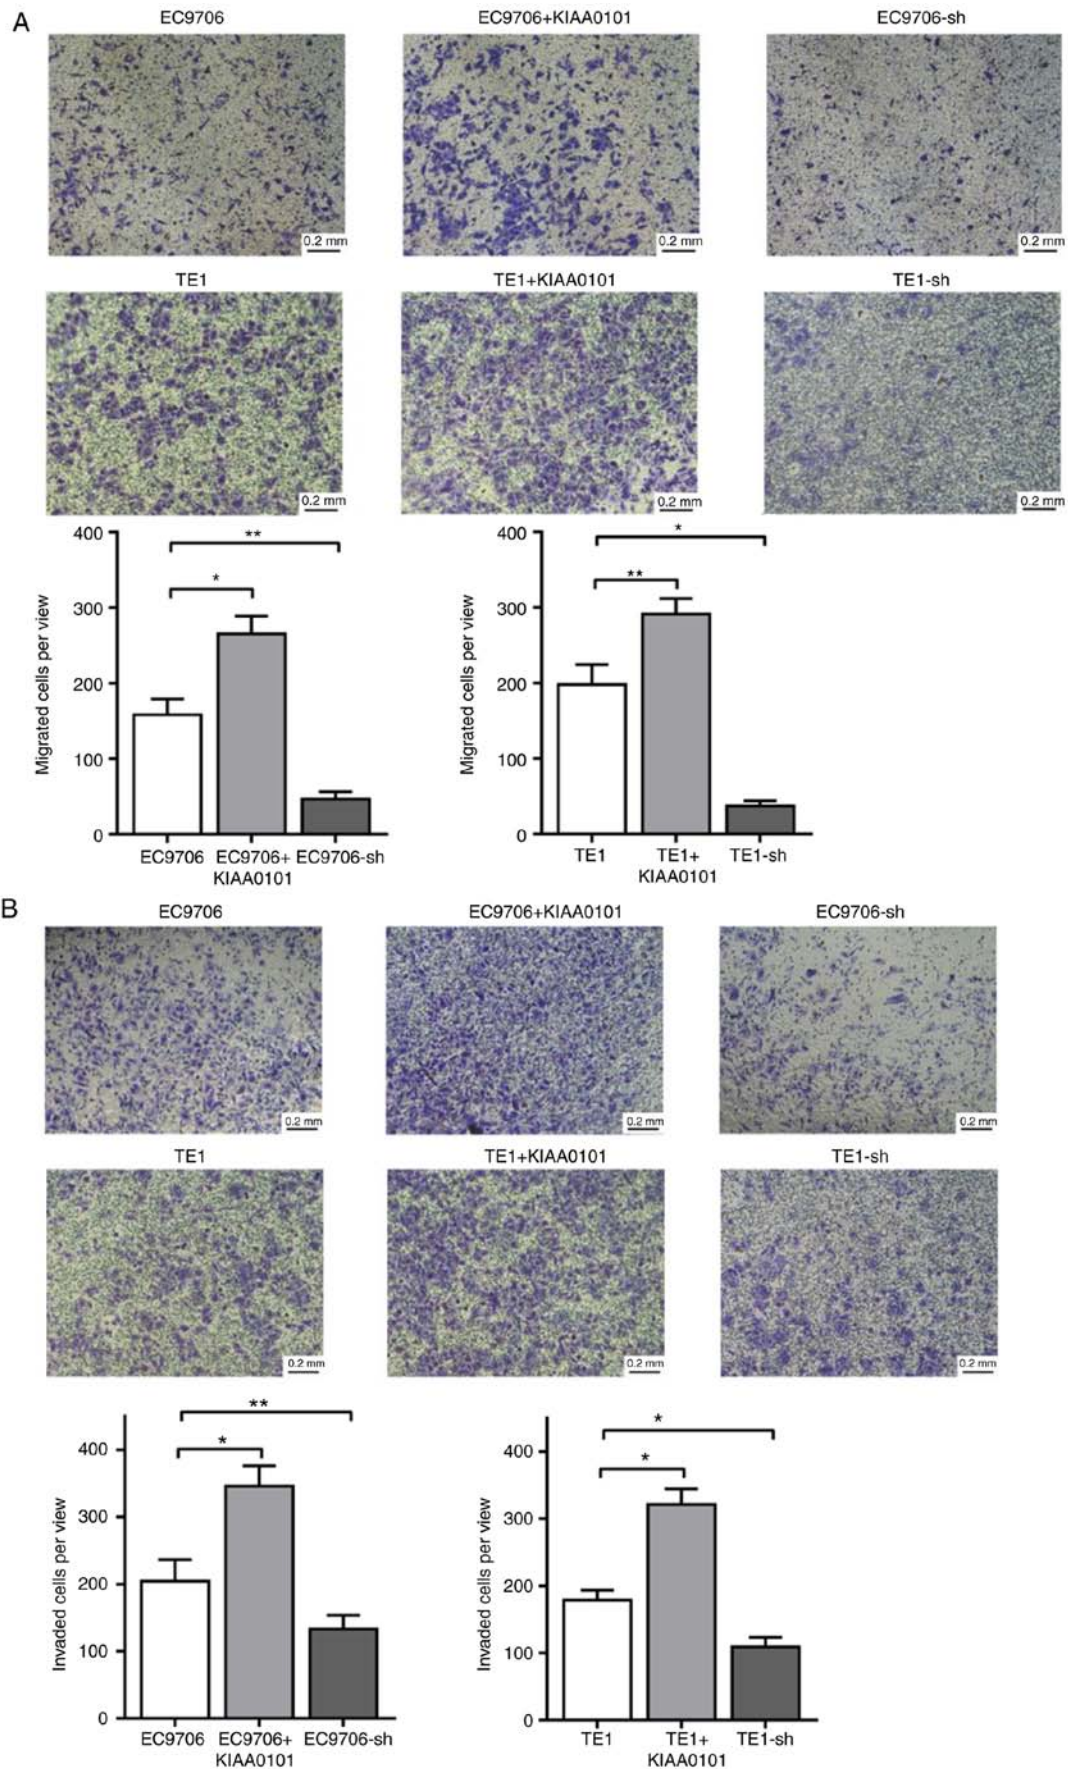 A
EC9706
EC9706+KIAA0101
EC9706-sh
0.2 mm
0.2 mm
0.2 mm
TE1
TE1+KIAA0101
TE1-sh
0.2 mm
0.2 mm
0.2 mm
Migrated cells per view
400
300
200
100
0
**
*
EC9706
EC9706+
KIAA0101
EC9706-sh
Migrated cells per view
400
300
200
100
0
*
**
TE1
TE1+
KIAA0101
TE1-sh
B
EC9706
EC9706+KIAA0101
EC9706-sh
0.2 mm
0.2 mm
0.2 mm
TE1
TE1+KIAA0101
TE1-sh
0.2 mm
0.2 mm
0.2 mm
Invaded cells per view
400
300
200
100
0
**
*
EC9706
EC9706+
KIAA0101
EC9706-sh
Invaded cells per view
400
300
200
100
0
*
*
TE1
TE1+
KIAA0101
TE1-sh